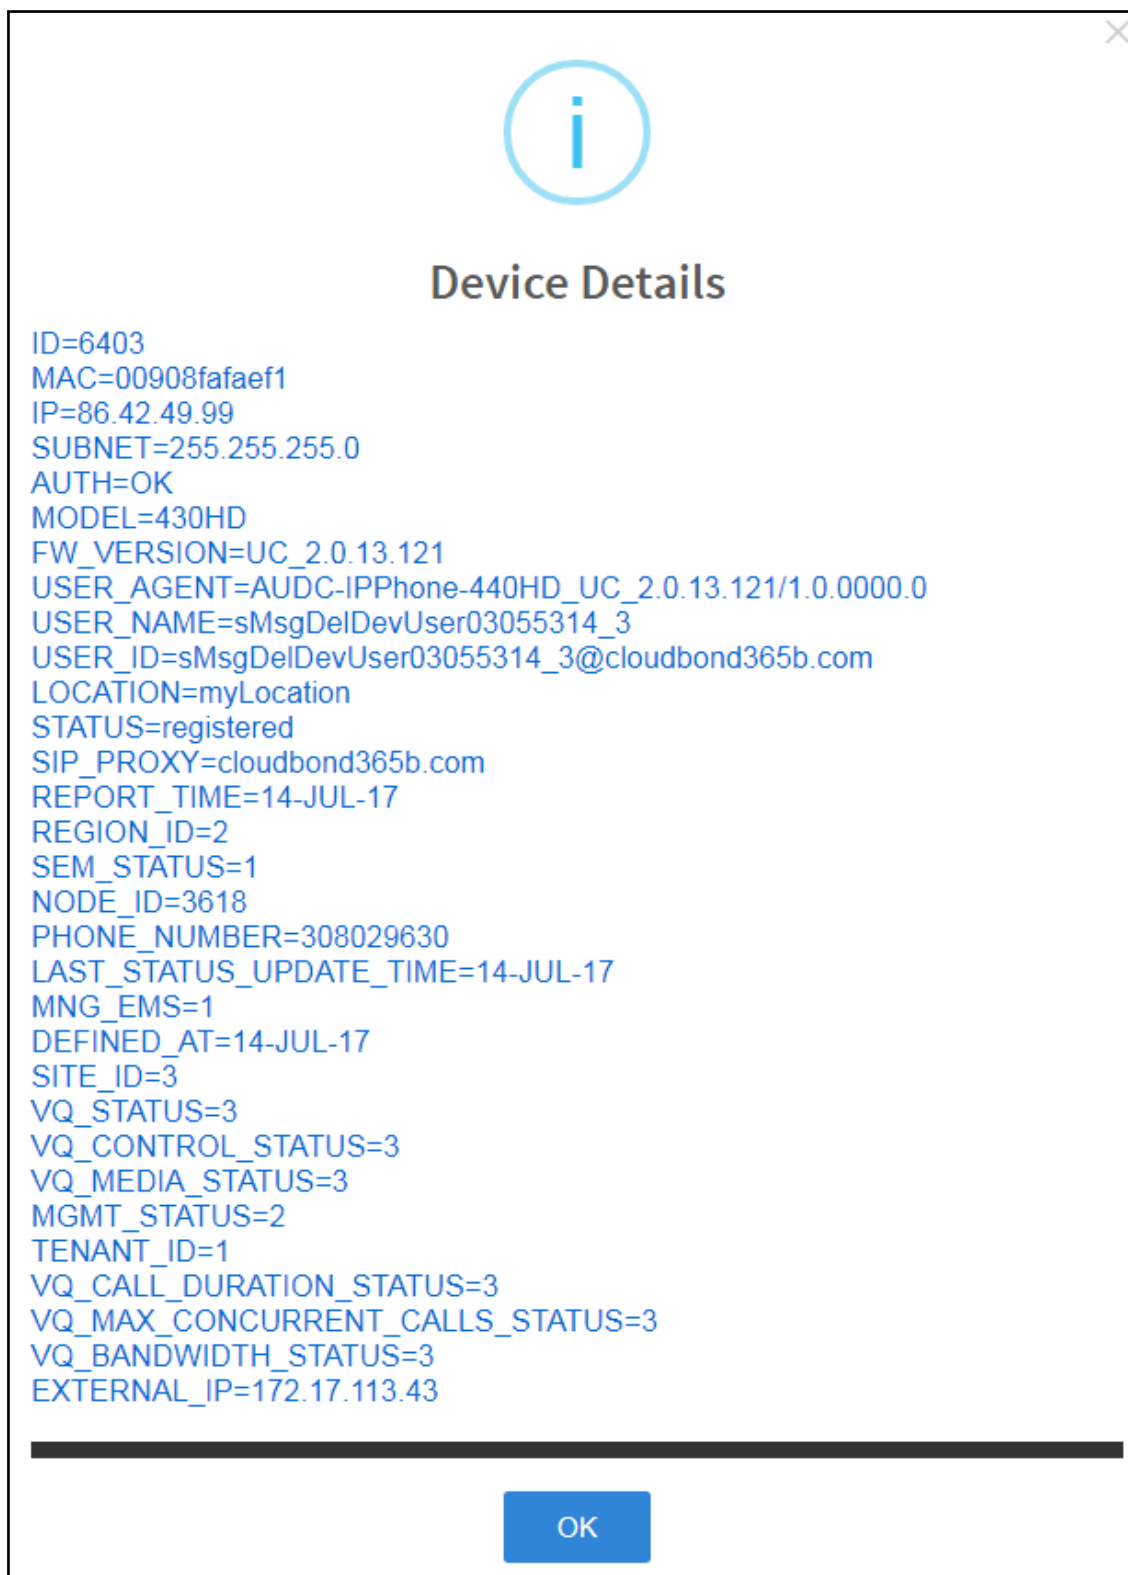 i
Device Details
ID=6403
MAC=00908fafaef1
IP=86.42.49.99
SUBNET=255.255.255.0
AUTH=OK
MODEL=430HD
FW_VERSION=UC_2.0.13.121
USER_AGENT=AUDC-IPPhone-440HD_UC_2.0.13.121/1.0.0000.0
USER_NAME=sMsgDelDevUser03055314_3
USER_ID=sMsgDelDevUser03055314_3@cloudbond365b.com
LOCATION=myLocation
STATUS=registered
SIP_PROXY=cloudbond365b.com
REPORT_TIME=14-JUL-17
REGION_ID=2
SEM_STATUS=1
NODE_ID=3618
PHONE_NUMBER=308029630
LAST_STATUS_UPDATE_TIME=14-JUL-17
MNG_EMS=1
DEFINED_AT=14-JUL-17
SITE_ID=3
VQ_STATUS=3
VQ_CONTROL_STATUS=3
VQ_MEDIA_STATUS=3
MGMT_STATUS=2
TENANT_ID=1
VQ_CALL_DURATION_STATUS=3
VQ_MAX_CONCURRENT_CALLS_STATUS=3
VQ_BANDWIDTH_STATUS=3
EXTERNAL_IP=172.17.113.43
OK